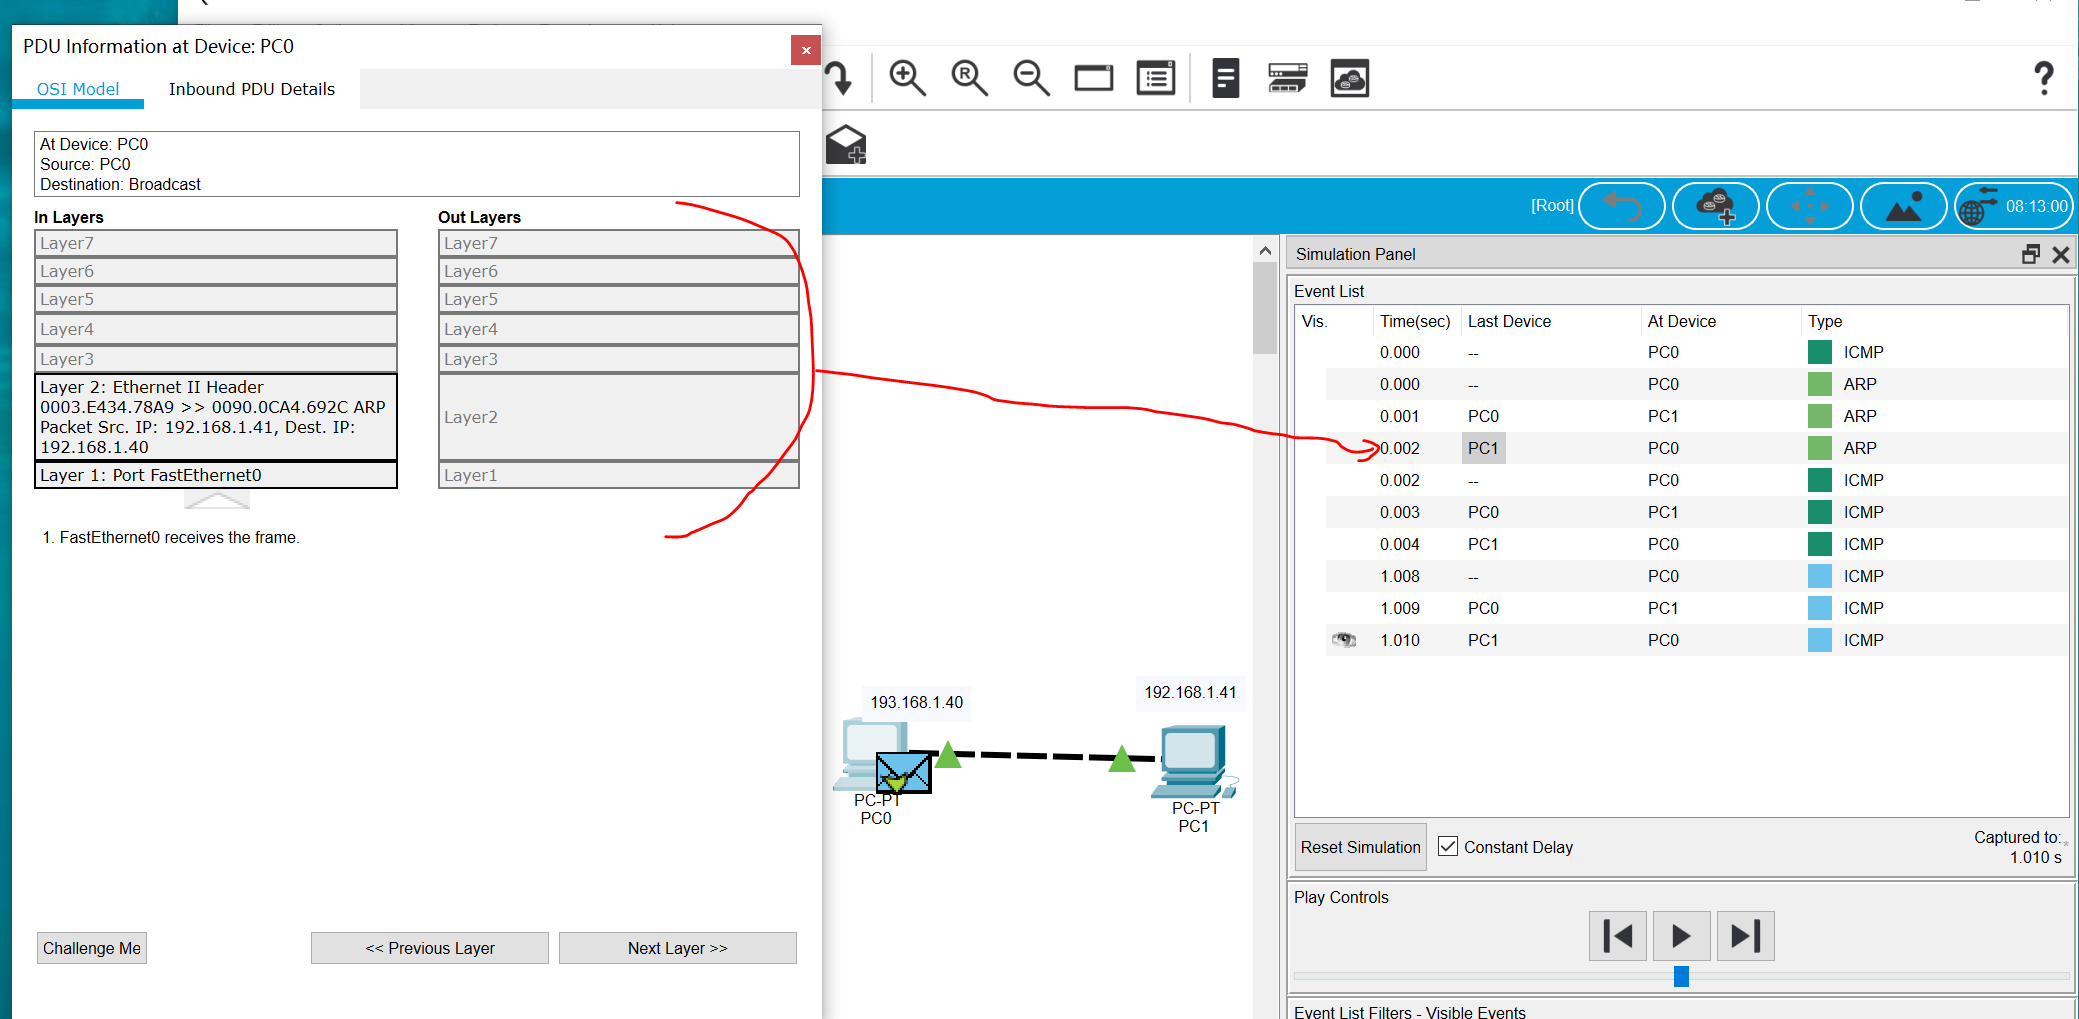 PDU Information at Device: PC0
x
OSI Model
Inbound PDU Details
At Device: PC0
Source: PC0
Destination: Broadcast
In Layers
Out Layers
Layer7
Layer6
Layer5
Layer4
Layer3
Layer 2: Ethernet II Header
0003.E434.78A9 >> 0090.0CA4.692C ARP
Packet Src. IP: 192.168.1.41, Dest. IP:
192.168.1.40
Layer 1: Port FastEthernet0
Layer7
Layer6
Layer5
Layer4
Layer3
Layer2
Layer1
1. FastEthernet0 receives the frame.
Challenge Me
<< Previous Layer
Next Layer >>
R
?
[Root]
08:13:00
193.168.1.40
192.168.1.41
PC-PT
PC0
PC-PT
PC1
Simulation Panel
Event List
Vis. Time(sec) Last Device At Device Type
0.000 -- PC0 ICMP
0.000 -- PC0 ARP
0.001 PC0 PC1 ARP
0.002 PC1 PC0 ARP
0.002 -- PC0 ICMP
0.003 PC0 PC1 ICMP
0.004 PC1 PC0 ICMP
1.008 -- PC0 ICMP
1.009 PC0 PC1 ICMP
1.010 PC1 PC0 ICMP
Reset Simulation
Constant Delay
Captured to:
1.010 s
Play Controls
Event List Filters - Visible Events